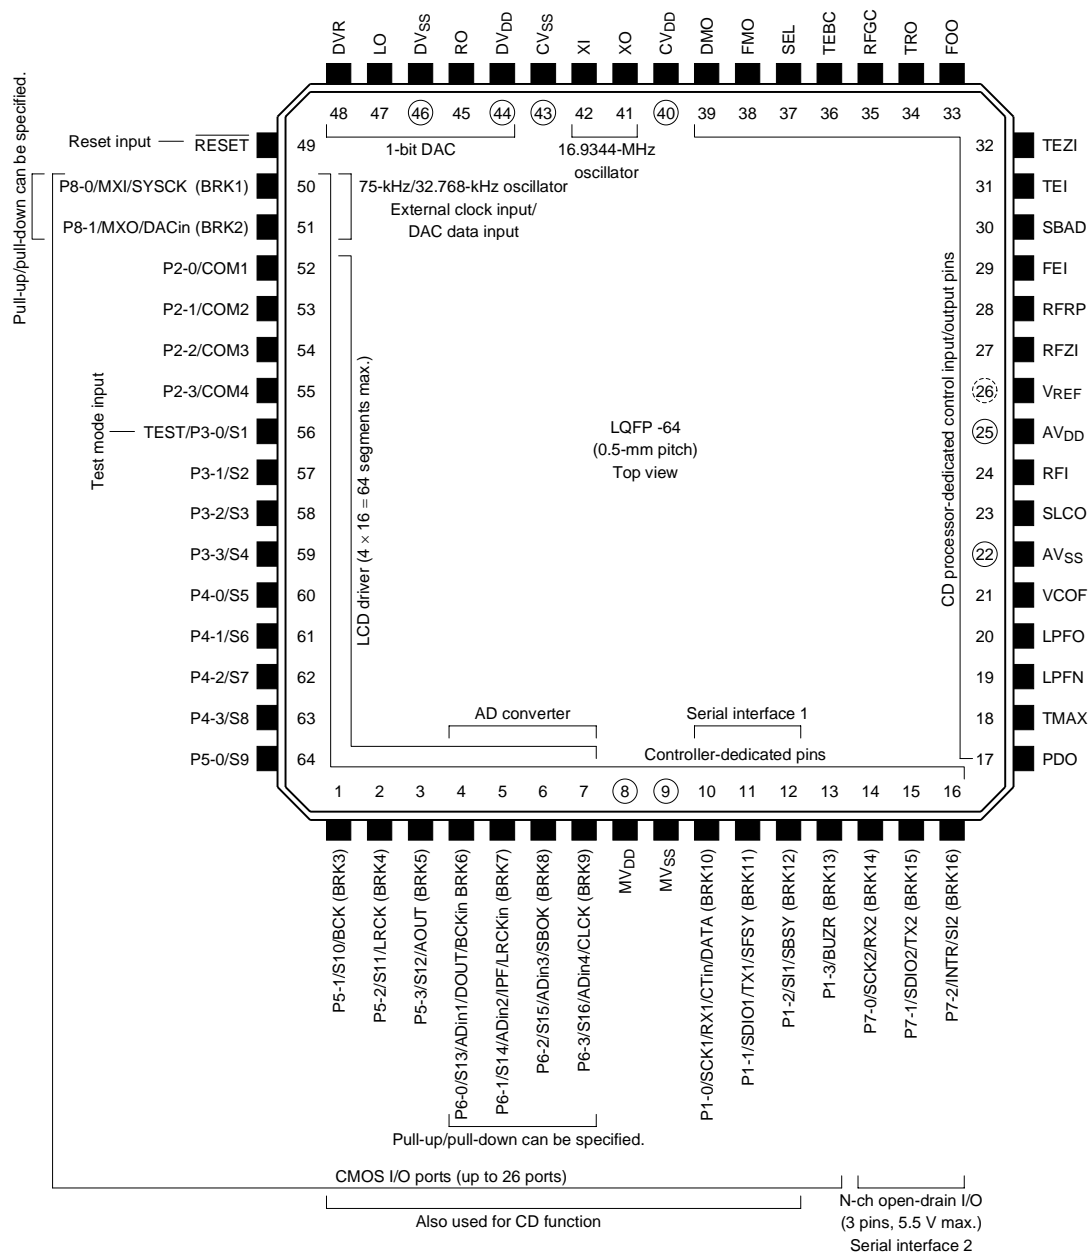 DVR
LO
DVSS
RO
DVDD
CVSS
XI
XO
CVDD
DMO
FMO
SEL
TEBC
RFGC
TRO
FOO
48 47 46 45 44 43 42 41 40 39 38 37 36 35 34 33
1-bit DAC
16.9344-MHz
oscillator
Pull-up/pull-down can be specified.
Reset input
RESET 49
P8-0/MXI/SYSCK (BRK1) 50
P8-1/MXO/DACin (BRK2) 51
75-kHz/32.768-kHz oscillator
External clock input/
DAC data input
P2-0/COM1 52
P2-1/COM2 53
P2-2/COM3 54
P2-3/COM4 55
Test mode input
TEST/P3-0/S1 56
P3-1/S2 57
P3-2/S3 58
P3-3/S4 59
P4-0/S5 60
P4-1/S6 61
P4-2/S7 62
P4-3/S8 63
P5-0/S9 64
LCD driver (4 × 16 = 64 segments max.)
LQFP -64
(0.5-mm pitch)
Top view
CD processor-dedicated control input/output pins
32 TEZI
31 TEI
30 SBAD
29 FEI
28 RFRP
27 RFZI
26 VREF
25 AVDD
24 RFI
23 SLCO
22 AVSS
21 VCOF
20 LPFO
19 LPFN
18 TMAX
17 PDO
AD converter
Serial interface 1
Controller-dedicated pins
1 2 3 4 5 6 7 8 9 10 11 12 13 14 15 16
P5-1/S10/BCK (BRK3)
P5-2/S11/LRCK (BRK4)
P5-3/S12/AOUT (BRK5)
P6-0/S13/ADin1/DOUT/BCKin BRK6)
P6-1/S14/ADin2/IPF/LRCKin (BRK7)
P6-2/S15/ADin3/SBOK (BRK8)
P6-3/S16/ADin4/CLCK (BRK9)
MVDD
MVSS
P1-0/SCK1/RX1/CTin/DATA (BRK10)
P1-1/SDIO1/TX1/SFSY (BRK11)
P1-2/SI1/SBSY (BRK12)
P1-3/BUZR (BRK13)
P7-0/SCK2/RX2 (BRK14)
P7-1/SDIO2/TX2 (BRK15)
P7-2/INTR/SI2 (BRK16)
Pull-up/pull-down can be specified.
CMOS I/O ports (up to 26 ports)
Also used for CD function
N-ch open-drain I/O
(3 pins, 5.5 V max.)
Serial interface 2